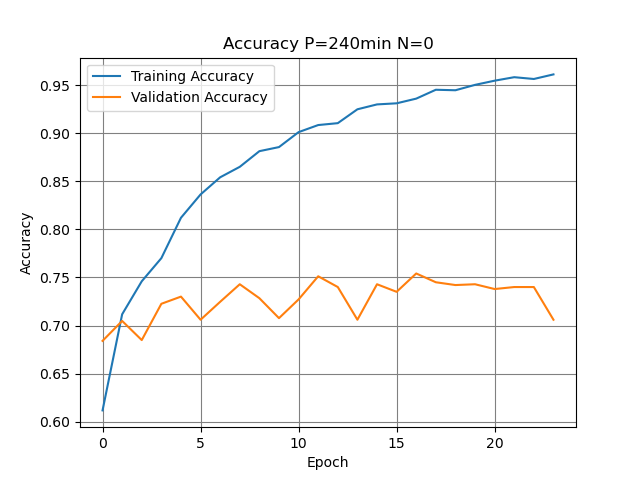 Accuracy P=240min N=0
Training Accuracy
Validation Accuracy
0.95
0.90
0.85
0.80
0.75
0.70
0.65
0.60
Accuracy
0 5 10 15 20
Epoch